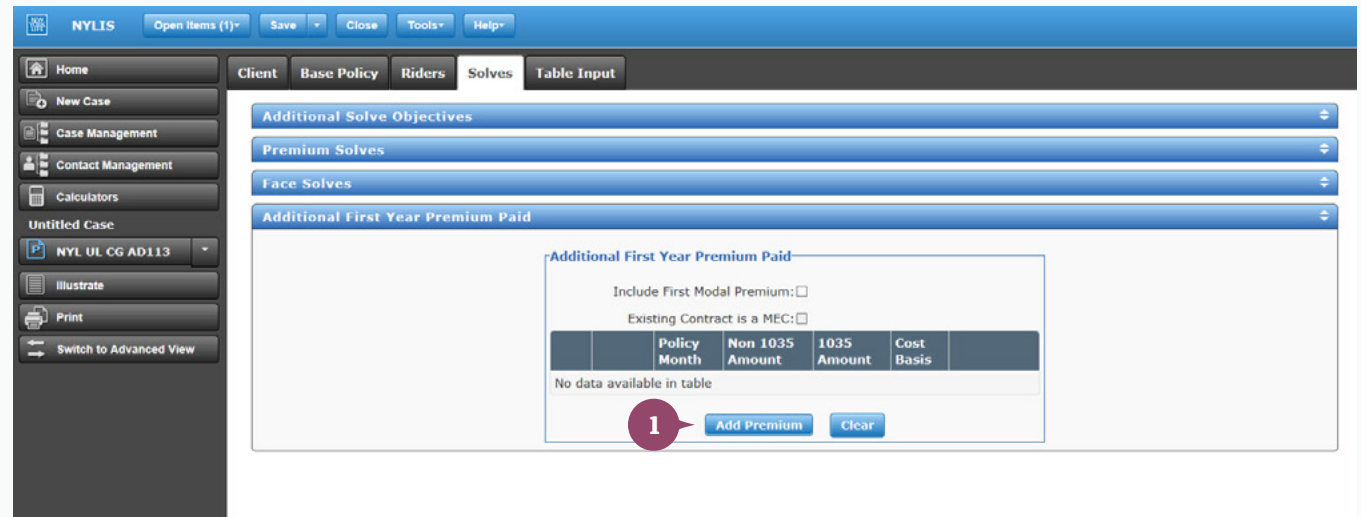 NYLIS Open Items (1) Save Close Tools Help
Home
New Case
Case Management
Contact Management
Calculators
Untitled Case
NYL UL CG AD113
Illustrate
Print
Switch to Advanced View
Client Base Policy Riders Solves Table Input
Additional Solve Objectives
Premium Solves
Face Solves
Additional First Year Premium Paid
Additional First Year Premium Paid
Include First Modal Premium:
Existing Contract is a MEC:
Policy Month Non 1035 Amount 1035 Amount Cost Basis
No data available in table
1 Add Premium Clear